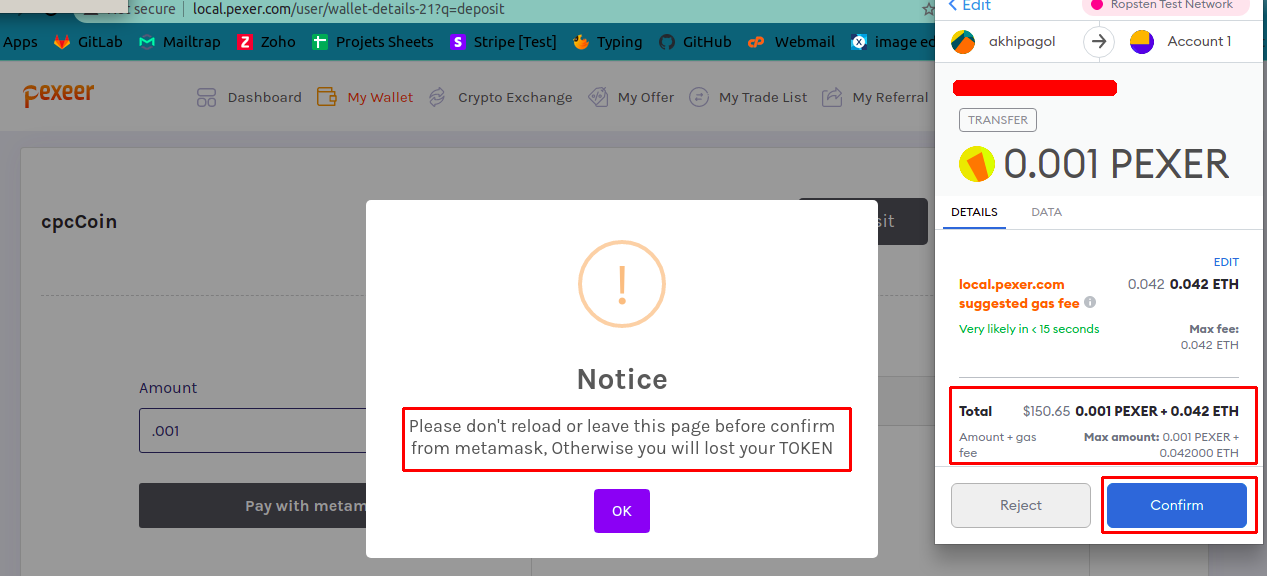 t secure local.pexer.com/user/wallet-details-21?q=deposit
Apps GitLab Mailtrap Zoho Projets Sheets Stripe [Test] Typing GitHub Webmail image ed
pexeer Dashboard My Wallet Crypto Exchange My Offer My Trade List My Referral
cpcCoin
sit
Amount
.001
Pay with metam
Notice
Please don't reload or leave this page before confirm
from metamask, Otherwise you will lost your TOKEN
OK
Edit Ropsten Test Network
akhipagol Account 1
TRANSFER
0.001 PEXER
DETAILS DATA
EDIT
local.pexer.com 0.042 0.042 ETH
suggested gas fee
Very likely in < 15 seconds Max fee:
0.042 ETH
Total $150.65 0.001 PEXER + 0.042 ETH
Amount + gas Max amount: 0.001 PEXER +
fee 0.042000 ETH
Reject Confirm